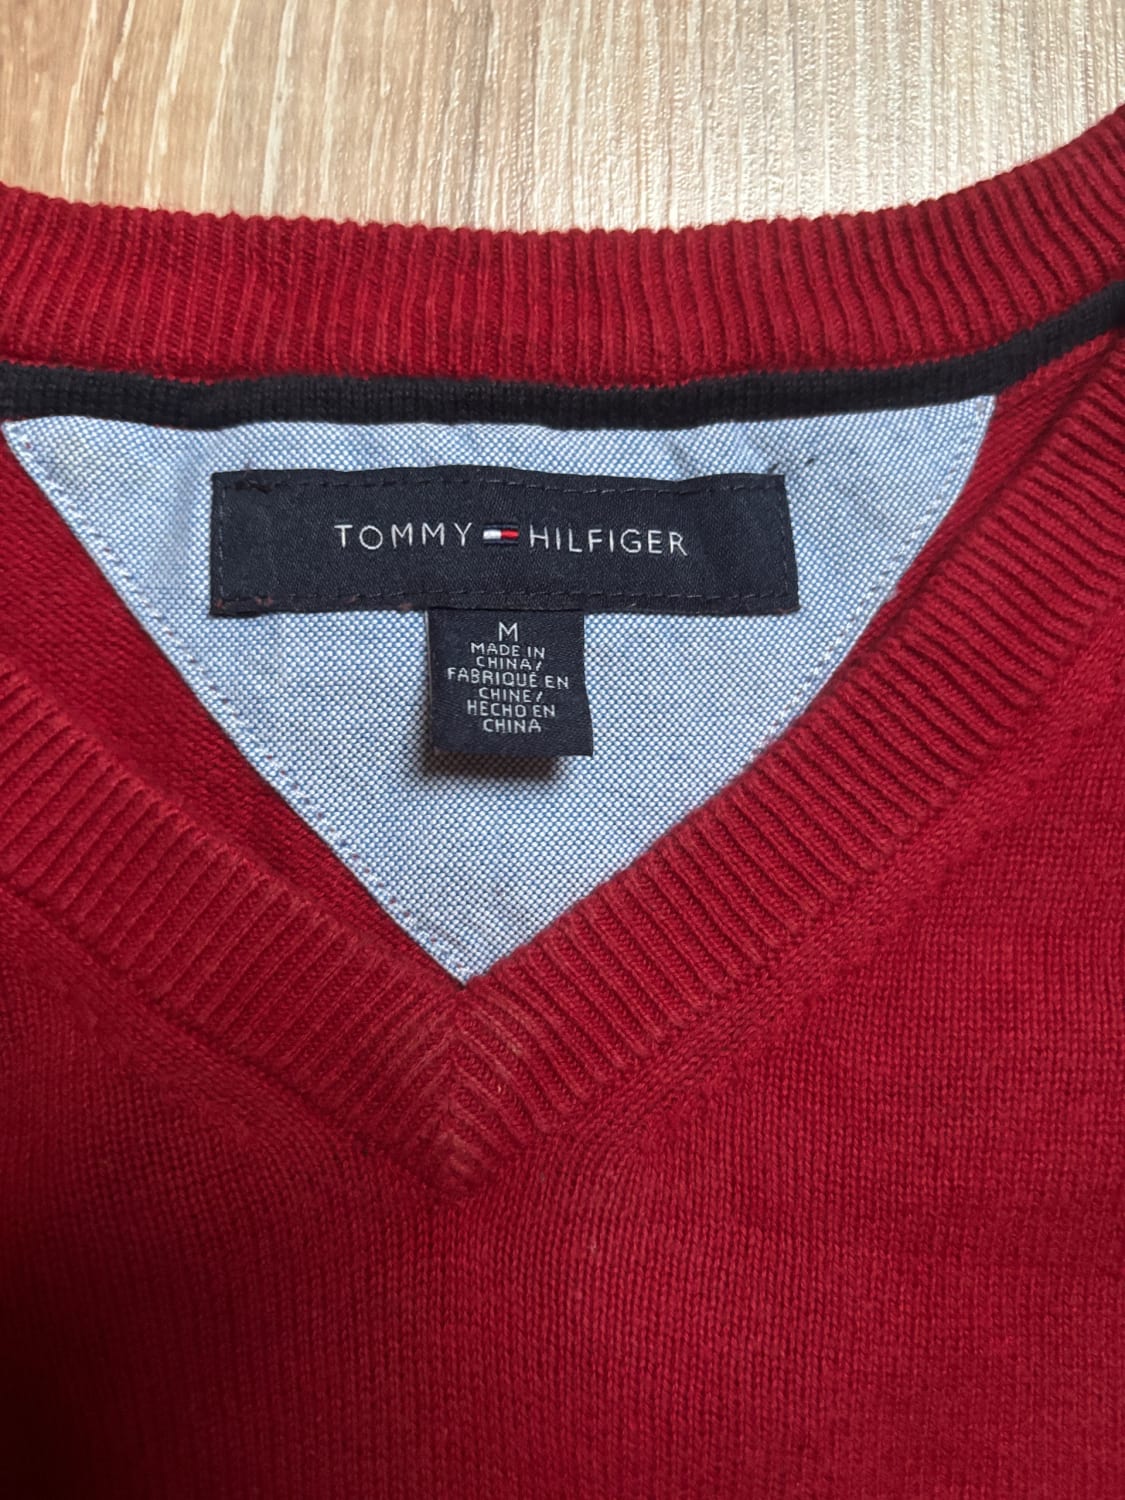 TOMMY HILFIGER
M
MADE IN
CHINA/
FABRIQUÉ EN
CHINE/
HECHO EN
CHINA